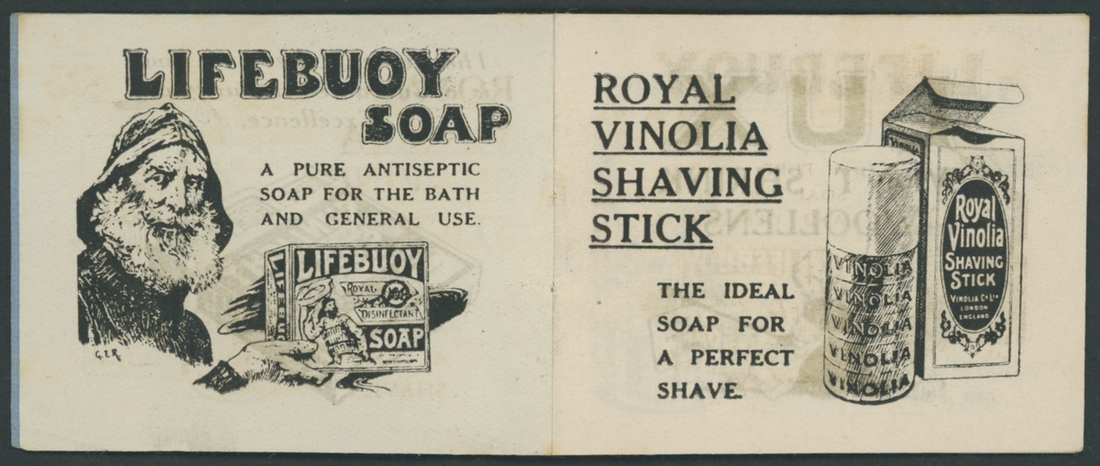 LIFEBUOY
SOAP
A PURE ANTISEPTIC
SOAP FOR THE BATH
AND GENERAL USE.
LIFEBUOY
ROYAL
DISINFECTANT
SOAP
G.E.R
ROYAL
VINOLIA
SHAVING
STICK
THE IDEAL
SOAP FOR
A PERFECT
SHAVE.
VINOLIA
VINOLIA
VINOLIA
VINOLIA
VINOLIA
VINOLIA
Royal
Vinolia
SHAVING
STICK
VINOLIA Co Ltd
LONDON
ENGLAND